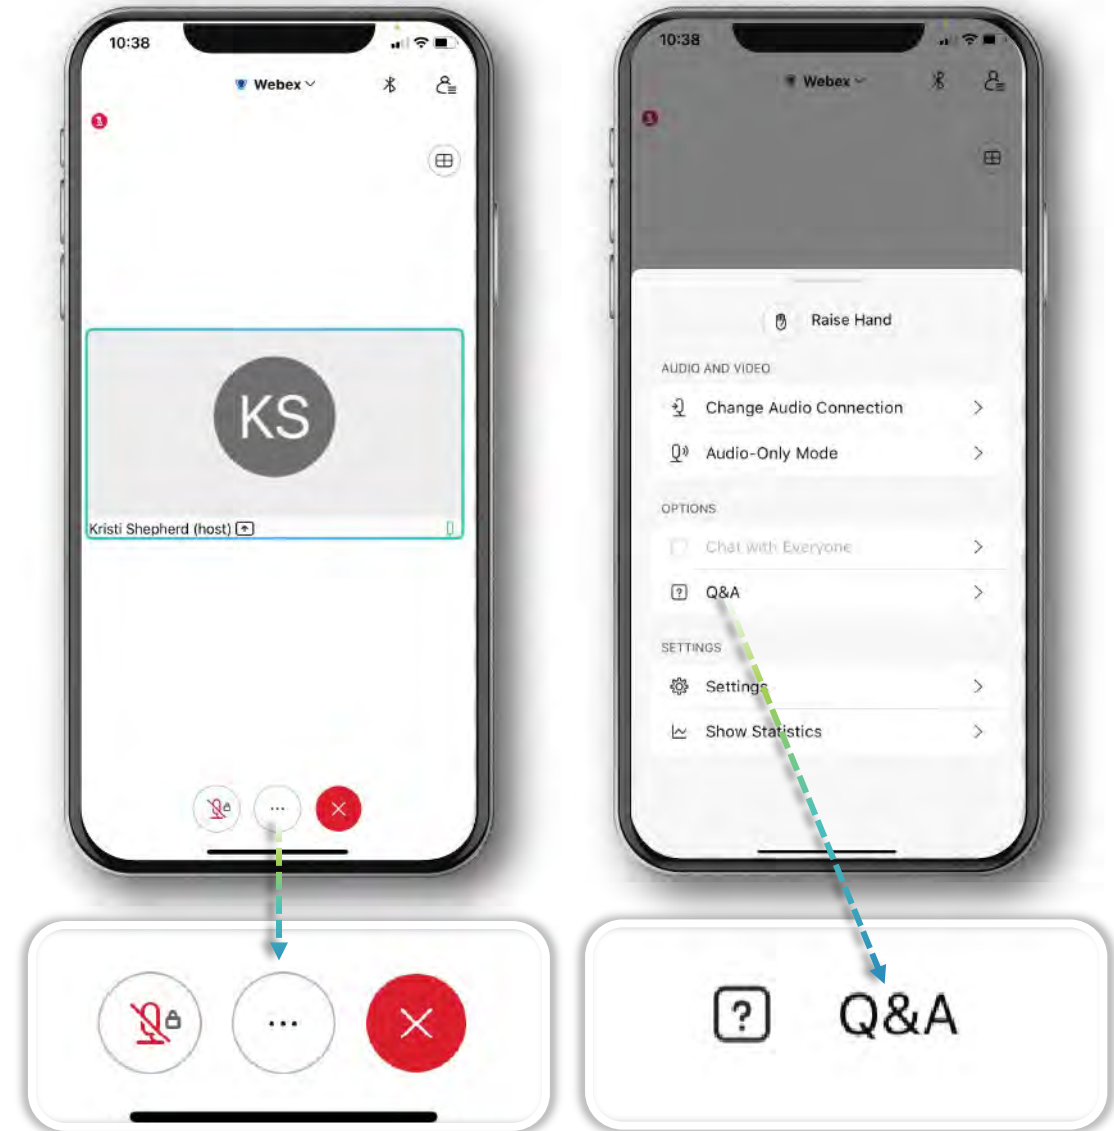 10:38
Webex
KS
Kristi Shepherd (host)
10:38
Webex
Raise Hand
AUDIO AND VIDEO
Change Audio Connection
Audio-Only Mode
OPTIONS
Chat with Everyone
Q&A
SETTINGS
Settings
Show Statistics
? Q&A